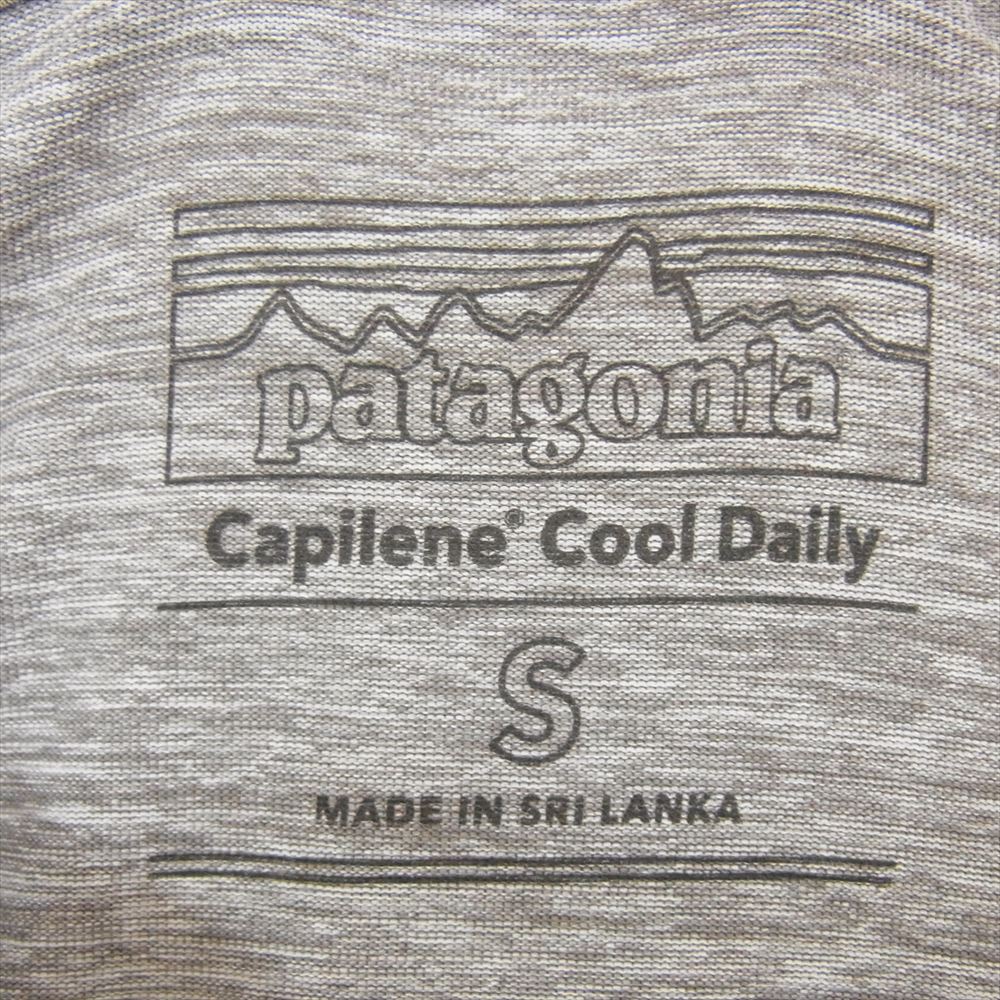 patagonia
Capilene® Cool Daily
S
MADE IN SRI LANKA